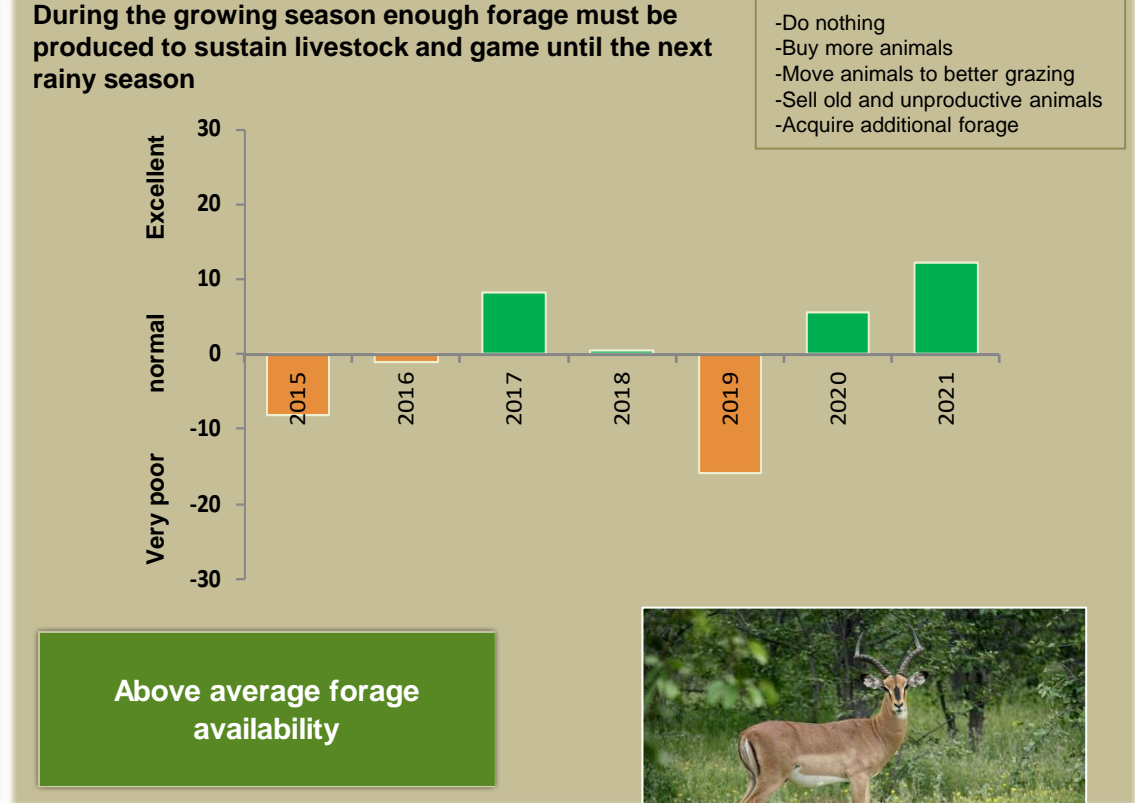 During the growing season enough forage must be
produced to sustain livestock and game until the next
rainy season
-Do nothing
-Buy more animals
-Move animals to better grazing
-Sell old and unproductive animals
-Acquire additional forage
Excellent
normal
Very poor
30
20
10
0
-10
-20
-30
2015
2016
2017
2018
2019
2020
2021
Above average forage
availability